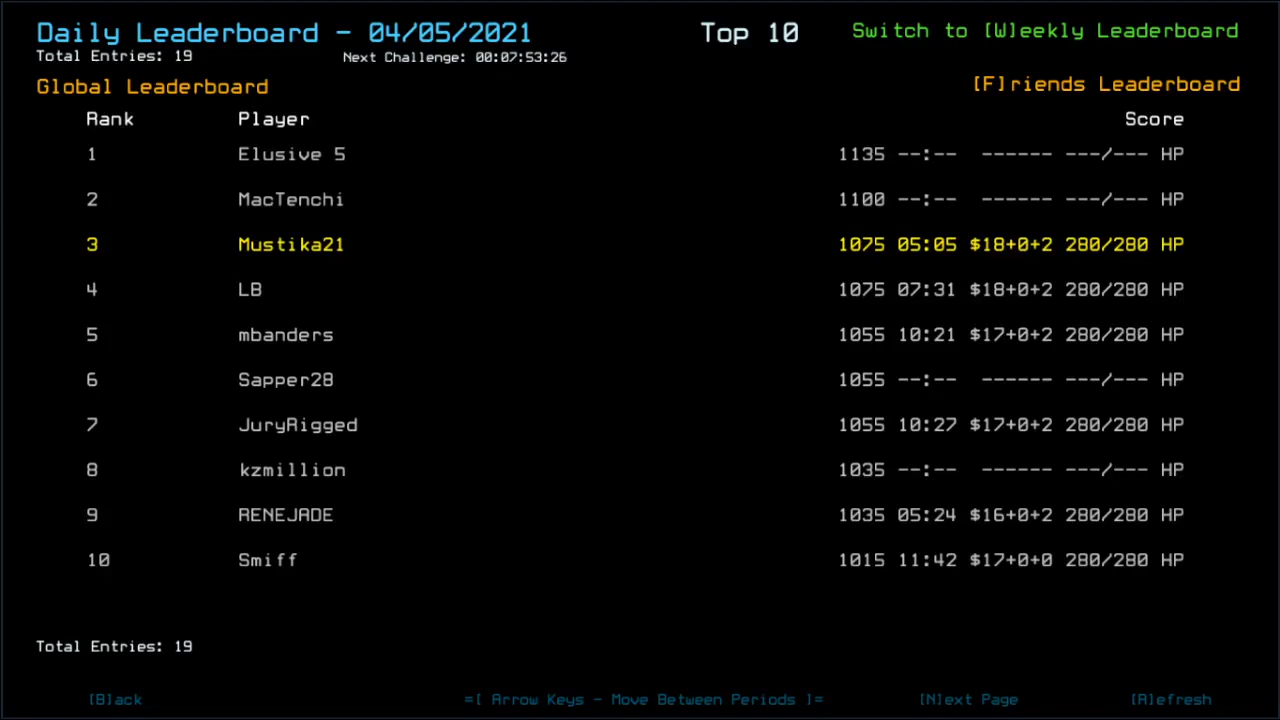 Daily Leaderboard - 04/05/2021 Top 10 Switch to [W]eekly Leaderboard
Total Entries: 19 Next Challenge: 00:07:53:26
Global Leaderboard [F]riends Leaderboard
Rank Player Score
1 Elusive 5 1135 --:-- ------ ---/--- HP
2 MacTenchi 1100 --:-- ------ ---/--- HP
3 Mustika21 1075 05:05 $18+0+2 280/280 HP
4 LB 1075 07:31 $18+0+2 280/280 HP
5 mbanders 1055 10:21 $17+0+2 280/280 HP
6 Sapper28 1055 --:-- ------ ---/--- HP
7 JuryRigged 1055 10:27 $17+0+2 280/280 HP
8 kzmillion 1035 --:-- ------ ---/--- HP
9 RENEJADE 1035 05:24 $16+0+2 280/280 HP
10 Smiff 1015 11:42 $17+0+0 280/280 HP
Total Entries: 19
[B]ack =[ Arrow Keys - Move Between Periods ]= [N]ext Page [R]efresh